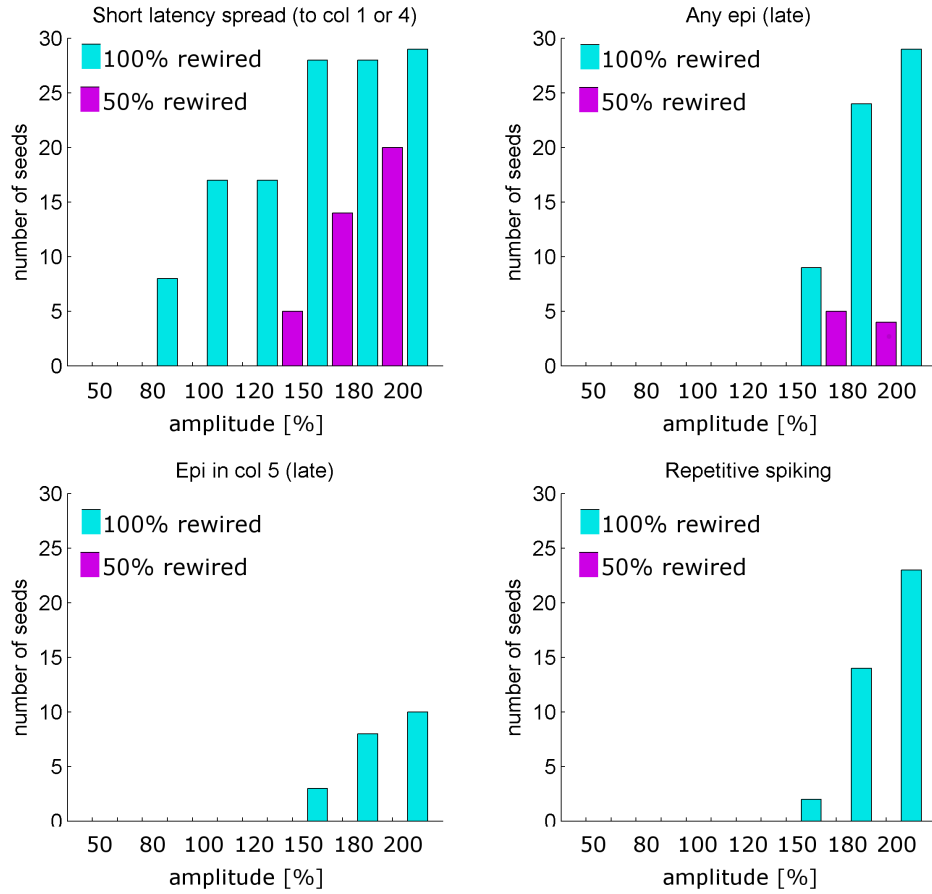 Short latency spread (to col 1 or 4)
30
25
20
15
10
5
0
number of seeds
100% rewired
50% rewired
50 80 100 120 150 180 200
amplitude [%]
Any epi (late)
30
25
20
15
10
5
0
number of seeds
100% rewired
50% rewired
50 80 100 120 150 180 200
amplitude [%]
Epi in col 5 (late)
30
25
20
15
10
5
0
number of seeds
100% rewired
50% rewired
50 80 100 120 150 180 200
amplitude [%]
Repetitive spiking
30
25
20
15
10
5
0
number of seeds
100% rewired
50% rewired
50 80 100 120 150 180 200
amplitude [%]